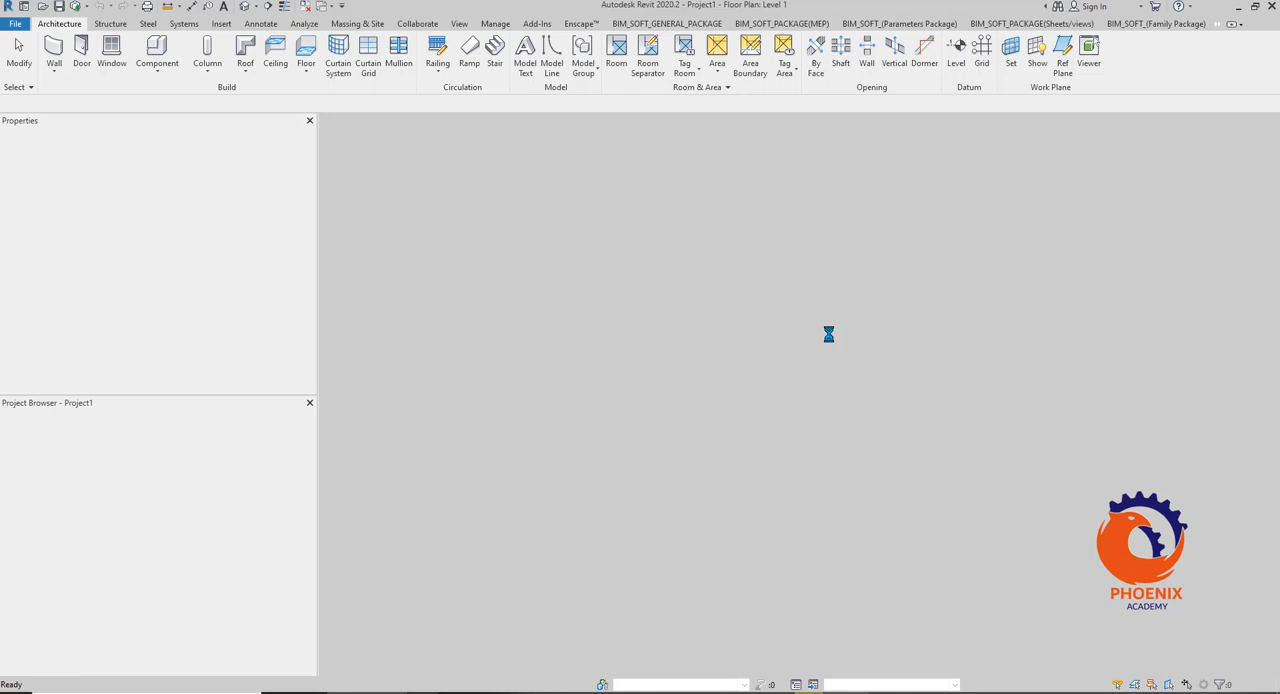 Autodesk Revit 2020.2 - Project1 - Floor Plan: Level 1
Sign In
File Architecture Structure Steel Systems Insert Annotate Analyze Massing & Site Collaborate View Manage Add-Ins Enscape™ BIM_SOFT_GENERAL_PACKAGE BIM_SOFT_PACKAGE(MEP) BIM_SOFT_(Parameters Package) BIM_SOFT_PACKAGE(Sheets/views) BIM_SOFT_(Family Package)
Modify Wall Door Window Component Column Roof Ceiling Floor Curtain System Curtain Grid Mullion Railing Ramp Stair Model Text Model Line Model Group Room Room Separator Tag Room Area Area Boundary Tag Area By Face Shaft Wall Vertical Dormer Level Grid Set Show Ref Plane Viewer
Select Build Circulation Model Room & Area Opening Datum Work Plane
Properties
Project Browser - Project1
PHOENIX
ACADEMY
Ready :0 :0